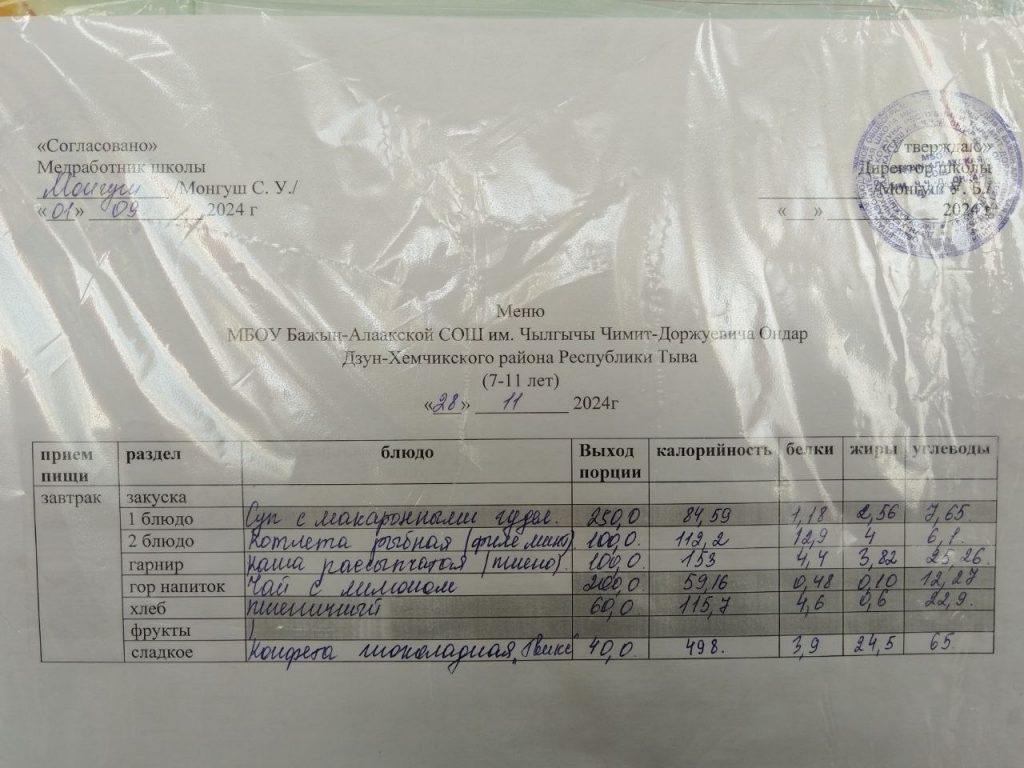 «Согласовано»
Медработник школы
Монгуш /Монгуш С. У./
«01» 09 2024 г
«Утверждаю»
Директор школы
Монгуш
« » 2024 г
Меню
МБОУ Бажын-Алаакской СОШ им. Чылгычы Чимит-Доржуевича Ондар
Дзун-Хемчикского района Республики Тыва
(7-11 лет)
«28» 11 2024г
прием пищи раздел блюдо Выход порции калорийность белки жиры углеводы
завтрак закуска
1 блюдо Суп с макаронными 250,0 84,59 1,18 2,56 7,65
2 блюдо Котлета рыбная (филе минт) 100,0. 112,2 12,9 4 6,1.
гарнир Каша рассыпчатая (пшено). 100,0. 153 4,4 3,82 25,26.
гор напиток Чай с лимоном 200,0 59,16 0,48 0,10 12,27
хлеб пшеничный 60,0 115,7 4,6 0,6 22,9.
фрукты
сладкое Конфета шоколадная 40,0. 498. 3,9 24,5 65